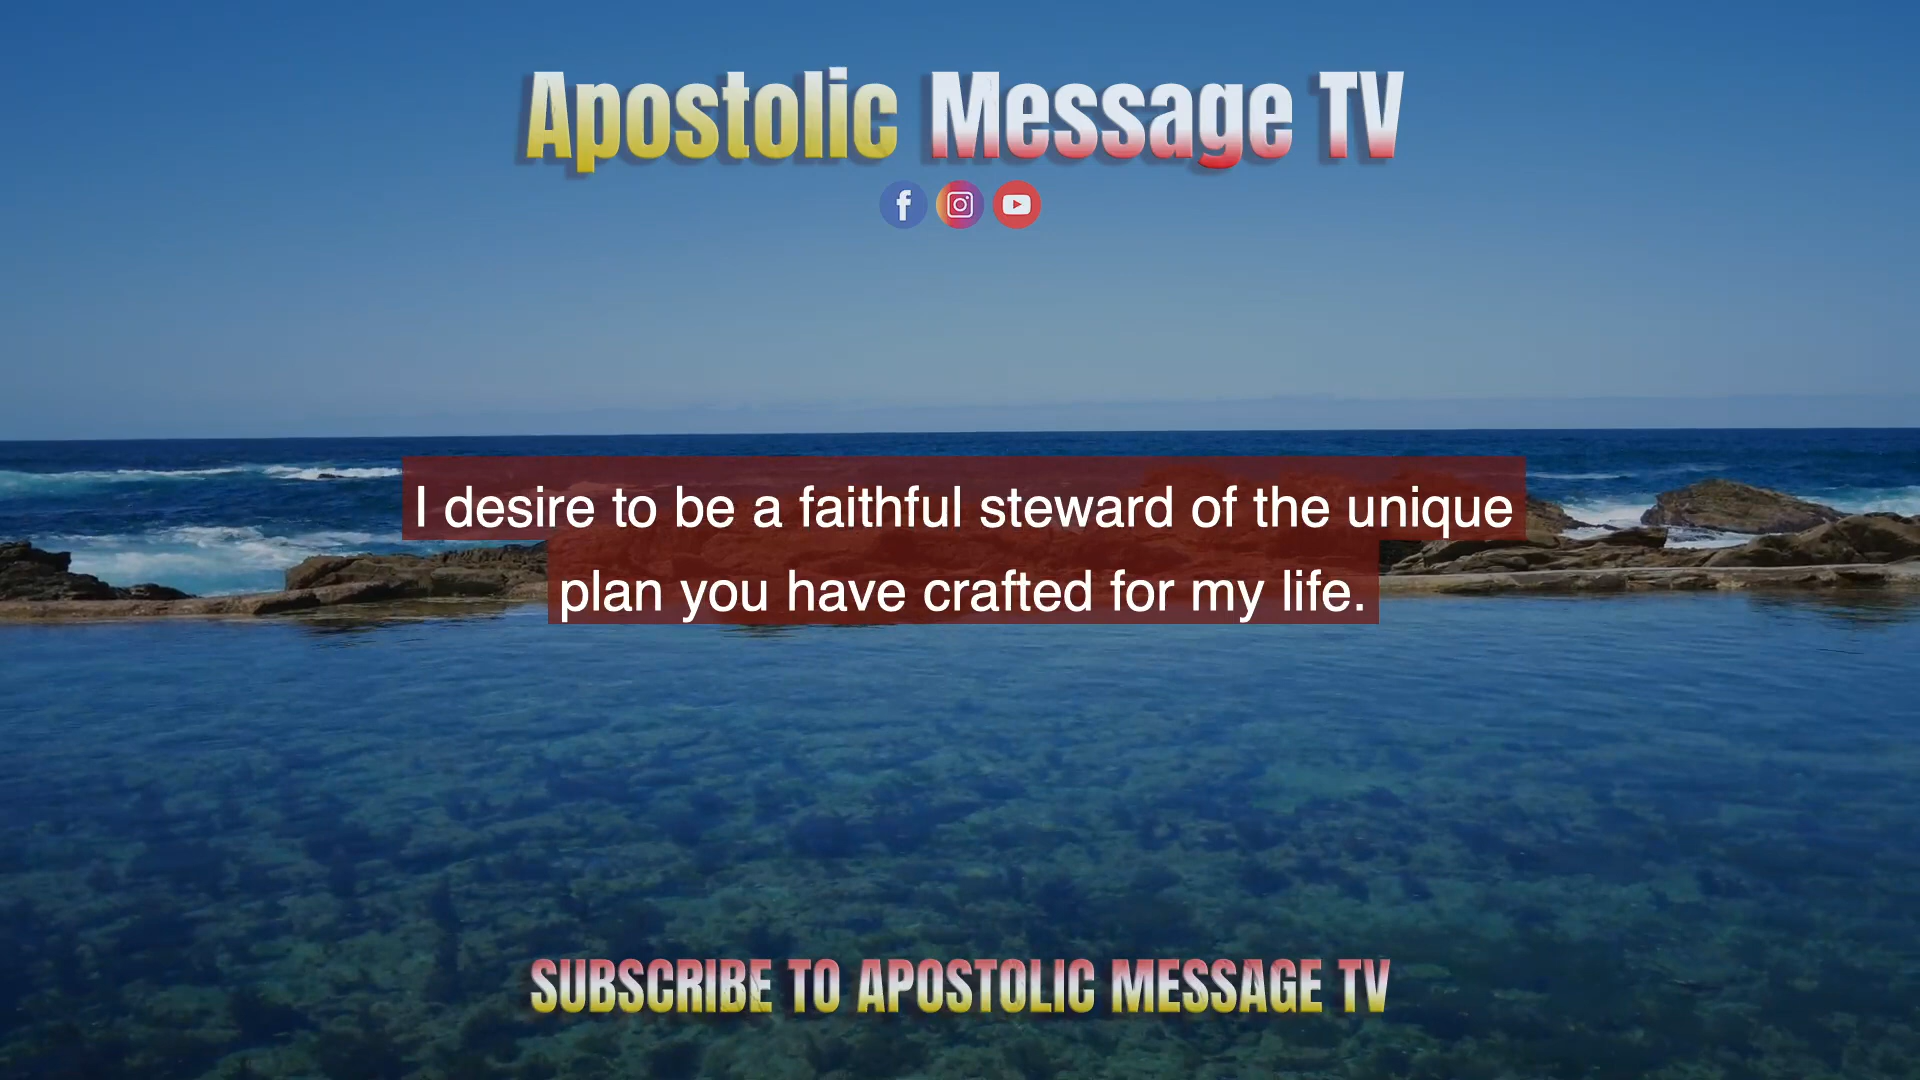 Apostolic Message TV
I desire to be a faithful steward of the unique
plan you have crafted for my life.
SUBSCRIBE TO APOSTOLIC MESSAGE TV